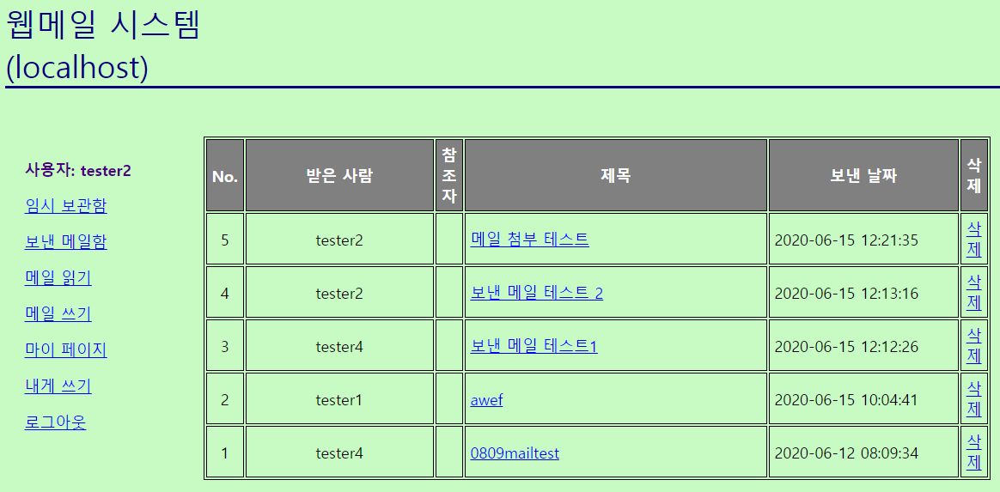 웹메일 시스템
(localhost)
사용자: tester2
임시 보관함
보낸 메일함
메일 읽기
메일 쓰기
마이 페이지
내게 쓰기
로그아웃
No. 받은 사람 참조자 제목 보낸 날짜 삭제
5 tester2 메일 첨부 테스트 2020-06-15 12:21:35 삭제
4 tester2 보낸 메일 테스트 2 2020-06-15 12:13:16 삭제
3 tester4 보낸 메일 테스트1 2020-06-15 12:12:26 삭제
2 tester1 awef 2020-06-15 10:04:41 삭제
1 tester4 0809mailtest 2020-06-12 08:09:34 삭제